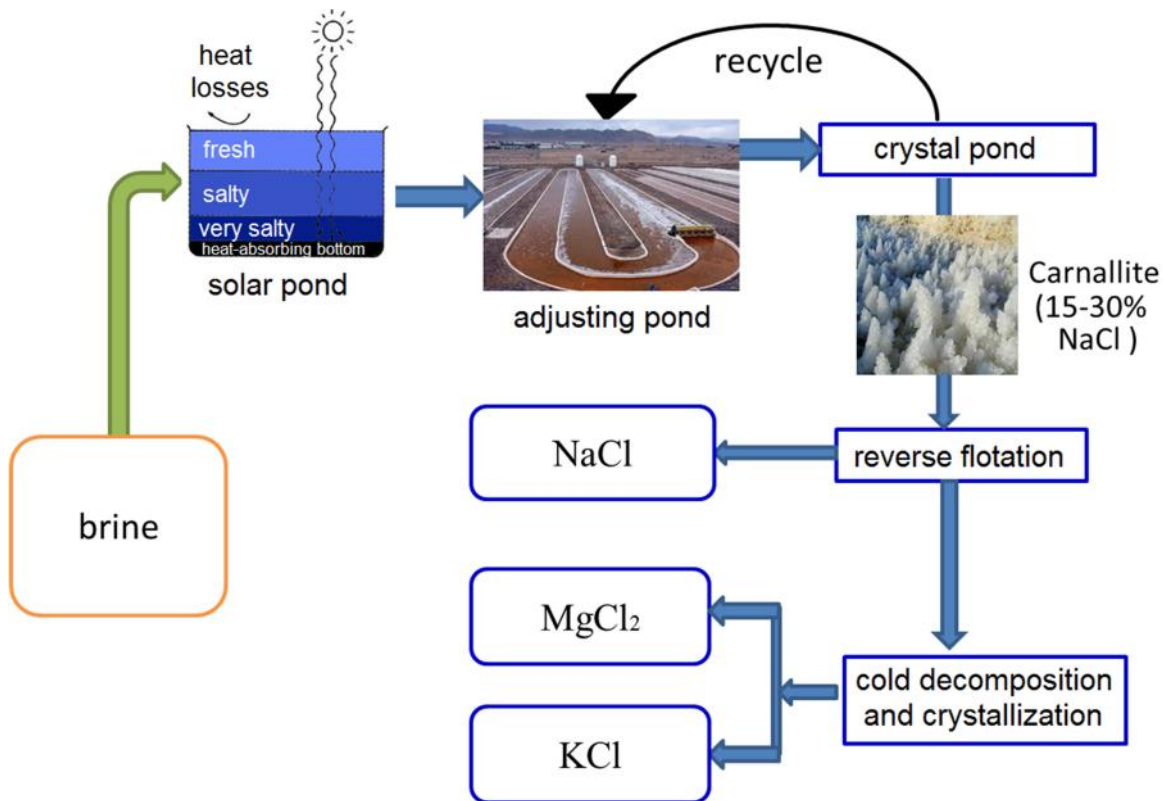 heat
losses
fresh
salty
very salty
heat-absorbing bottom
solar pond
adjusting pond
recycle
crystal pond
Carnallite
(15-30%
NaCl )
reverse flotation
NaCl
brine
MgCl₂
KCl
cold decomposition
and crystallization